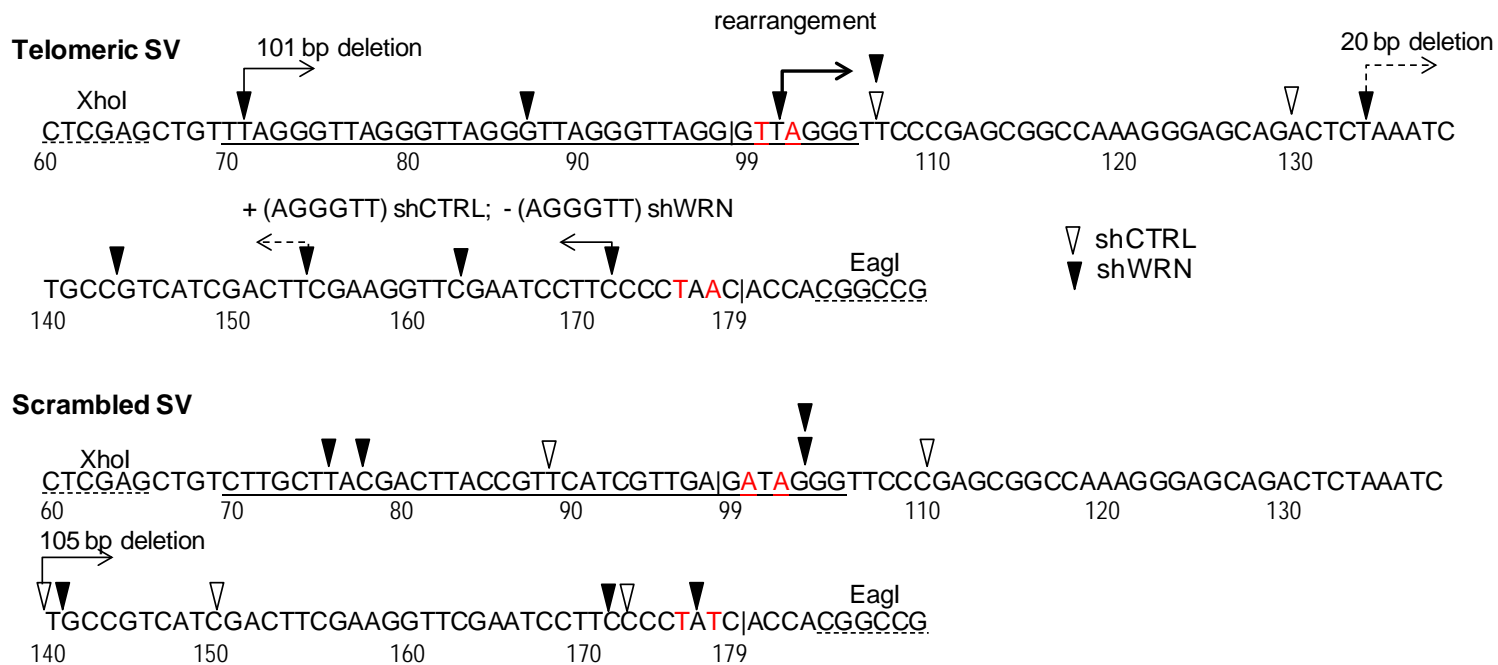 rearrangement
Telomeric SV 101 bp deletion 20 bp deletion
XhoI
CTCGAGCTGTTTAGGGTTAGGGTTAGGGTTAGGGTTAGG|GTTAGGGTTCCCGAGCGGCCAAAGGGAGCAGACTCTAAATC
60 70 80 90 99 110 120 130
+ (AGGGTT) shCTRL; - (AGGGTT) shWRN
shCTRL
shWRN
EagI
TGCCGTCATCGACTTCGAAGGTTCGAATCCTTCCCCTAAC|ACCACGGCCG
140 150 160 170 179
Scrambled SV
XhoI
CTCGAGCTGTCTTGCTTACGACTTACCGTTCATCGTTGA|GATAGGGTTCCCGAGCGGCCAAAGGGAGCAGACTCTAAATC
60 70 80 90 99 110 120 130
105 bp deletion
EagI
TGCCGTCATCGACTTCGAAGGTTCGAATCCTTCCCCTATC|ACCACGGCCG
140 150 160 170 179